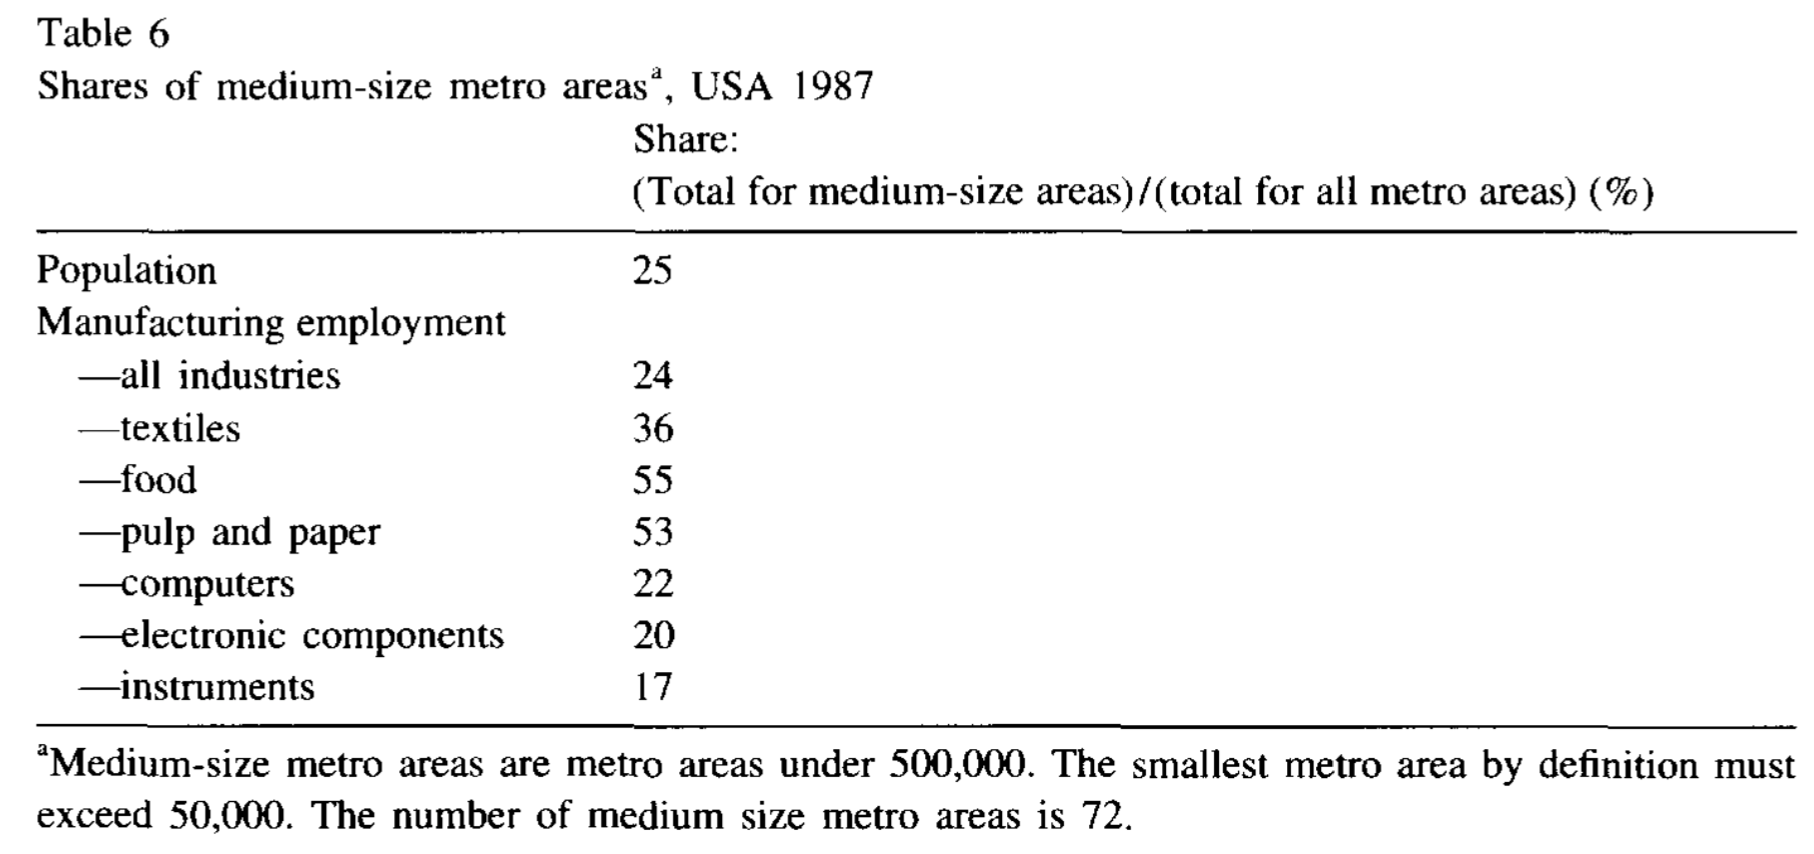 Table 6
Shares of medium-size metro areasᵃ, USA 1987
Share:
(Total for medium-size areas)/(total for all metro areas) (%)
Population 25
Manufacturing employment
—all industries 24
—textiles 36
—food 55
—pulp and paper 53
—computers 22
—electronic components 20
—instruments 17
ᵃMedium-size metro areas are metro areas under 500,000. The smallest metro area by definition must
exceed 50,000. The number of medium size metro areas is 72.